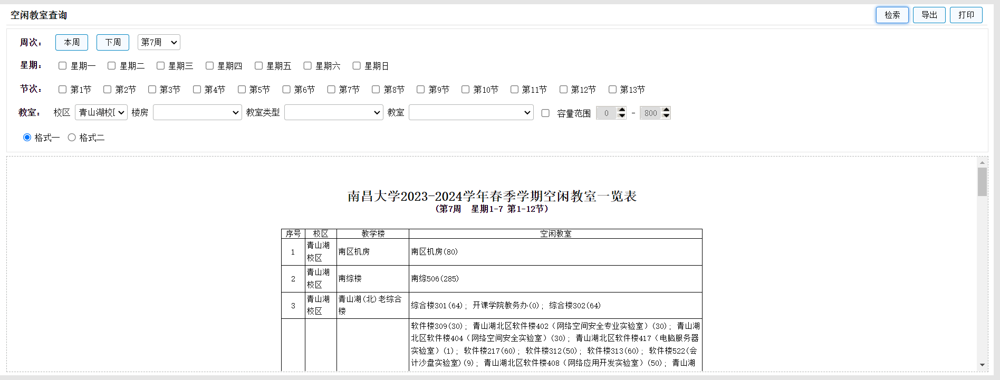 空闲教室查询 检索 导出 打印
周次： 本周 下周 第7周
星期： 星期一 星期二 星期三 星期四 星期五 星期六 星期日
节次： 第1节 第2节 第3节 第4节 第5节 第6节 第7节 第8节 第9节 第10节 第11节 第12节 第13节
教室： 校区 青山湖校 楼房 教室类型 教室 容量范围 0 - 800
格式一 格式二
南昌大学2023-2024学年春季学期空闲教室一览表
(第7周 星期1-7 第1-12节)
序号 校区 教学楼 空闲教室
1 青山湖校区 南区机房 南区机房(80)
2 青山湖校区 南综楼 南综506(285)
3 青山湖校区 青山湖(北)老综合楼 综合楼301(64)；开课学院教务办(0)；综合楼302(64)
软件楼309(30)；青山湖北区软件楼402（网络空间安全专业实验室）(30)；青山
湖北区软件楼404（网络空间安全实验室）(30)；青山湖北区软件楼417（电脑服务器
实验室）(1)；软件楼217(60)；软件楼312(50)；软件楼313(60)；软件楼522(会
计沙盘实验室)(9)；青山湖北区软件楼408（网络应用开发实验室）(50)；青山湖